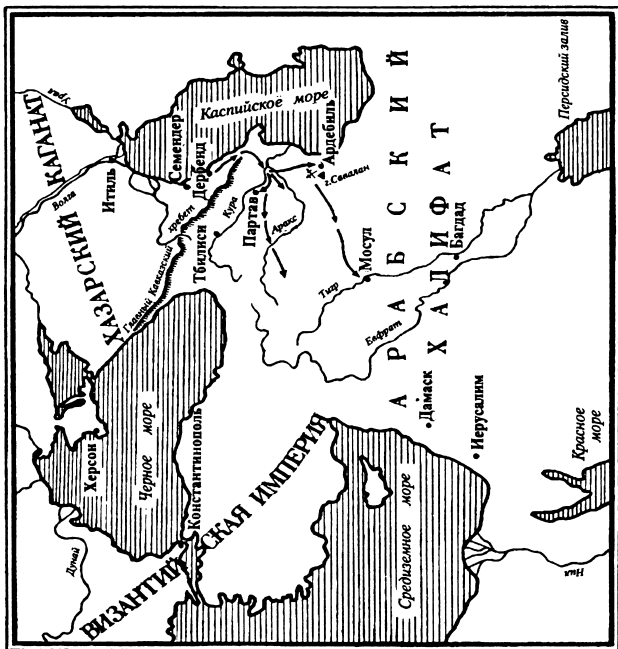 ХАЗАРСКИЙ КАГАНАТ
Урал
Волга
Итиль
Семендер
Дербенд
Каспийское море
Главный Кавказский хребет
Тбилиси
Кура
Партав
Аракс
Ардебиль
г. Севалан
Мосул
Тигр
Евфрат
Багдад
АРАБСКИЙ
ХАЛИФАТ
Персидский залив
Херсон
Черное море
Дунай
Константинополь
ВИЗАНТИЙСКАЯ ИМПЕРИЯ
Средиземное море
Дамаск
Иерусалим
Красное море
Нил